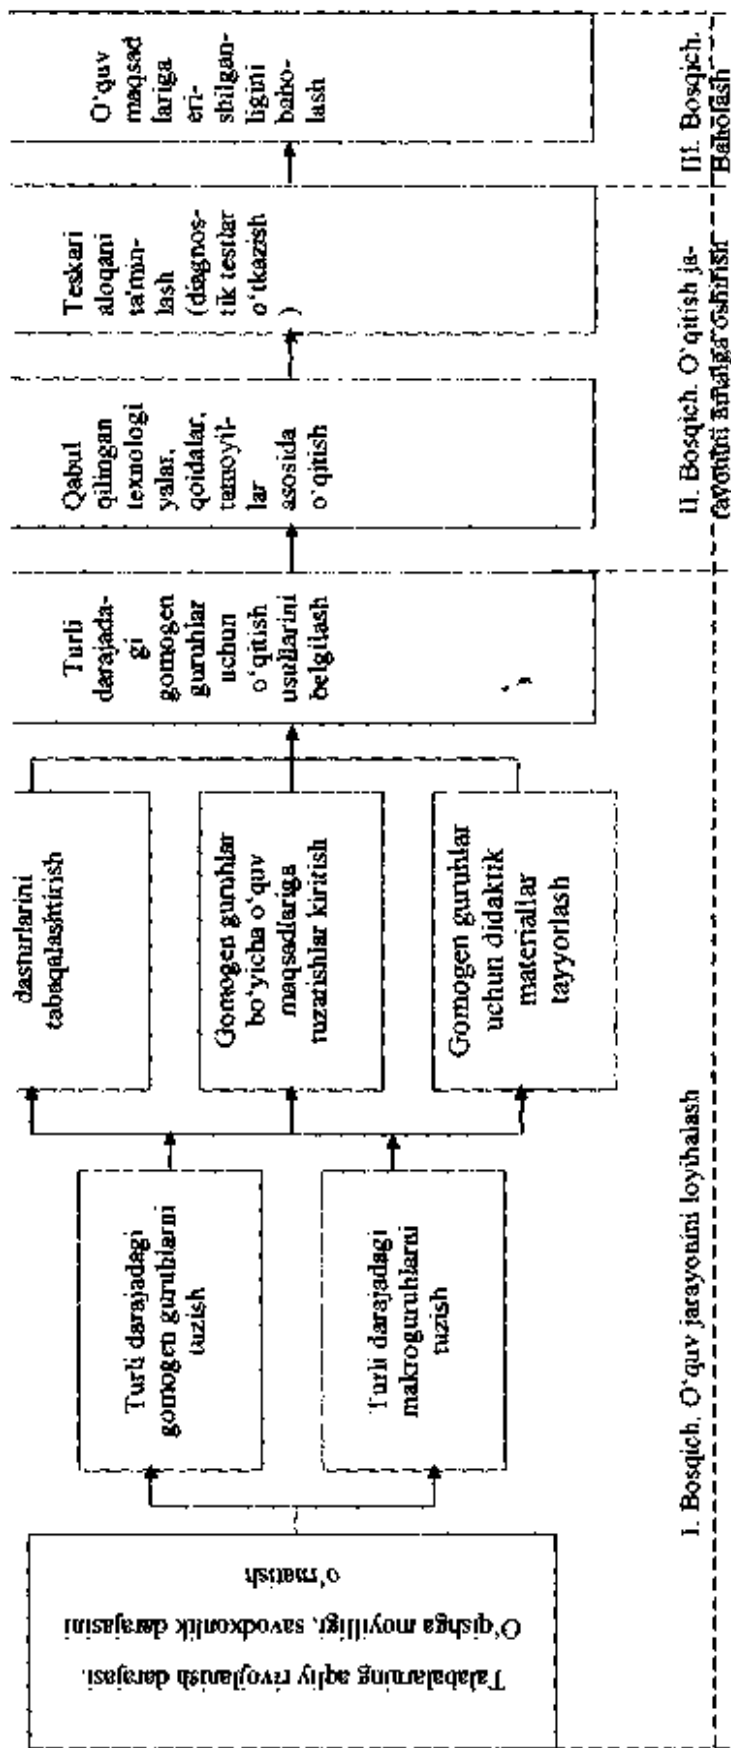 Talabalarning aqliy rivojlanish darajasi.
O‘qishga moyilligi, savodxonlik darajasini
o‘rnatish
Turli darajadagi
gomogen guruhlarni
tuzish
Turli darajadagi
makroguruhlarni
tuzish
dasturlarini
tabaqalashtirish
Gomogen guruhlar
bo‘yicha o‘quv
maqsadlariga
tuzatishlar kiritish
Gomogen guruhlar
uchun didaktik
materiallar
tayyorlash
Turli
darajada-
gi
gomogen
guruhlar
uchun
o‘qitish
usullarini
belgilash
Qabul
qilingan
texnologi
yalar,
qoidalar,
tamoyil-
lar
asosida
o‘qitish
Teskari
aloqani
ta'min-
lash
(diagnos-
tik testlar
o‘tkazish
)
O‘quv
maqsad
lariga
eri-
shilgan-
ligini
baho-
lash
I. Bosqich. O‘quv jarayonini loyihalash
II. Bosqich. O‘qitish ja-
rayonini amalga oshirish
III. Bosqich.
Baholash